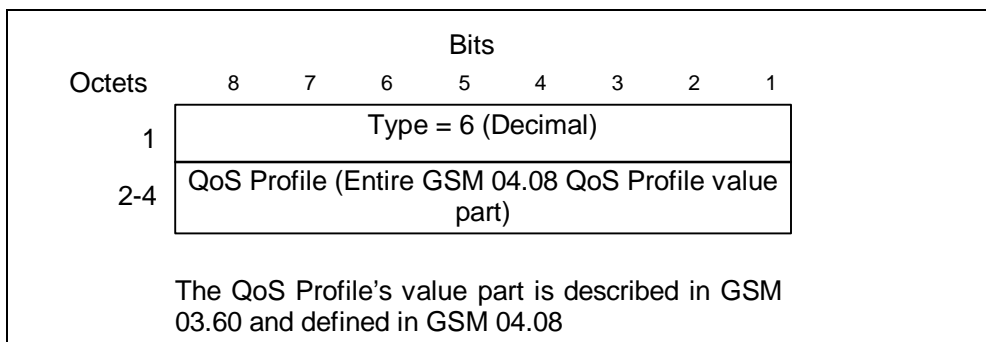 Bits
Octets 8 7 6 5 4 3 2 1
1 Type = 6 (Decimal)
2-4 QoS Profile (Entire GSM 04.08 QoS Profile value
part)
The QoS Profile's value part is described in GSM
03.60 and defined in GSM 04.08